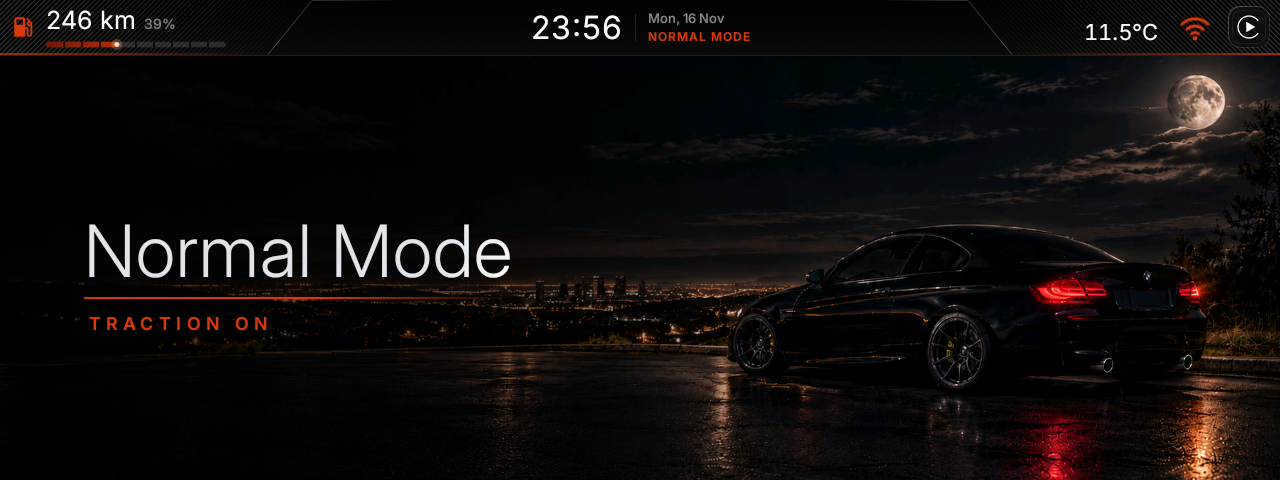 246 km 39%
23:56
Mon, 16 Nov
NORMAL MODE
11.5°C
Normal Mode
TRACTION ON